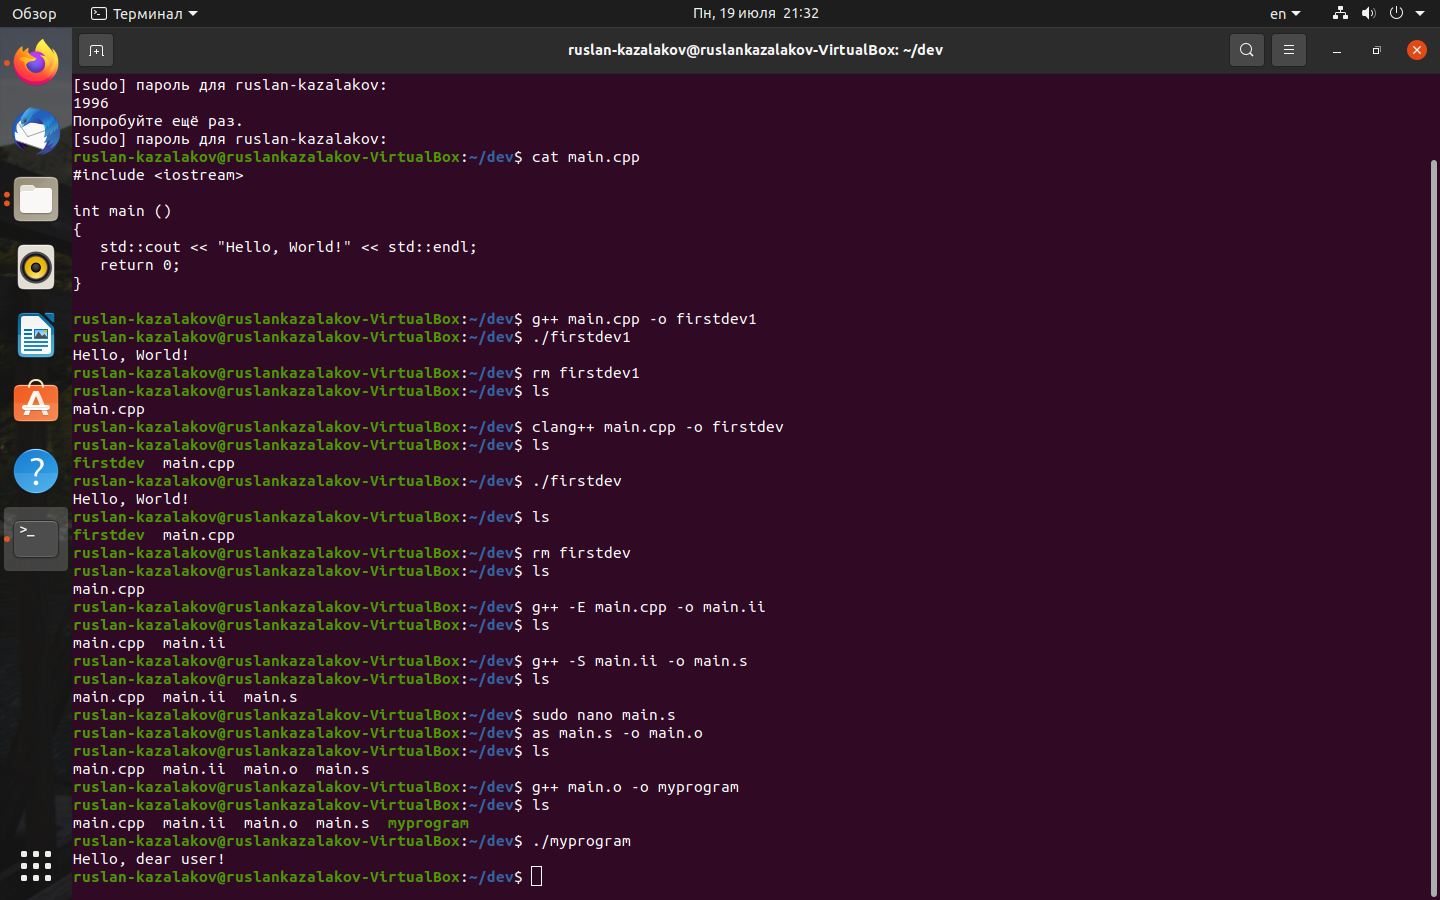 Обзор
Терминал
Пн, 19 июля 21:32
en
ruslan-kazalakov@ruslankazalakov-VirtualBox: ~/dev
[sudo] пароль для ruslan-kazalakov:
1996
Попробуйте ещё раз.
[sudo] пароль для ruslan-kazalakov:
ruslan-kazalakov@ruslankazalakov-VirtualBox:~/dev$ cat main.cpp
#include <iostream>
int main ()
{
   std::cout << "Hello, World!" << std::endl;
   return 0;
}
ruslan-kazalakov@ruslankazalakov-VirtualBox:~/dev$ g++ main.cpp -o firstdev1
ruslan-kazalakov@ruslankazalakov-VirtualBox:~/dev$ ./firstdev1
Hello, World!
ruslan-kazalakov@ruslankazalakov-VirtualBox:~/dev$ rm firstdev1
ruslan-kazalakov@ruslankazalakov-VirtualBox:~/dev$ ls
main.cpp
ruslan-kazalakov@ruslankazalakov-VirtualBox:~/dev$ clang++ main.cpp -o firstdev
ruslan-kazalakov@ruslankazalakov-VirtualBox:~/dev$ ls
firstdev  main.cpp
ruslan-kazalakov@ruslankazalakov-VirtualBox:~/dev$ ./firstdev
Hello, World!
ruslan-kazalakov@ruslankazalakov-VirtualBox:~/dev$ ls
firstdev  main.cpp
ruslan-kazalakov@ruslankazalakov-VirtualBox:~/dev$ rm firstdev
ruslan-kazalakov@ruslankazalakov-VirtualBox:~/dev$ ls
main.cpp
ruslan-kazalakov@ruslankazalakov-VirtualBox:~/dev$ g++ -E main.cpp -o main.ii
ruslan-kazalakov@ruslankazalakov-VirtualBox:~/dev$ ls
main.cpp  main.ii
ruslan-kazalakov@ruslankazalakov-VirtualBox:~/dev$ g++ -S main.ii -o main.s
ruslan-kazalakov@ruslankazalakov-VirtualBox:~/dev$ ls
main.cpp  main.ii  main.s
ruslan-kazalakov@ruslankazalakov-VirtualBox:~/dev$ sudo nano main.s
ruslan-kazalakov@ruslankazalakov-VirtualBox:~/dev$ as main.s -o main.o
ruslan-kazalakov@ruslankazalakov-VirtualBox:~/dev$ ls
main.cpp  main.ii  main.o  main.s
ruslan-kazalakov@ruslankazalakov-VirtualBox:~/dev$ g++ main.o -o myprogram
ruslan-kazalakov@ruslankazalakov-VirtualBox:~/dev$ ls
main.cpp  main.ii  main.o  main.s  myprogram
ruslan-kazalakov@ruslankazalakov-VirtualBox:~/dev$ ./myprogram
Hello, dear user!
ruslan-kazalakov@ruslankazalakov-VirtualBox:~/dev$